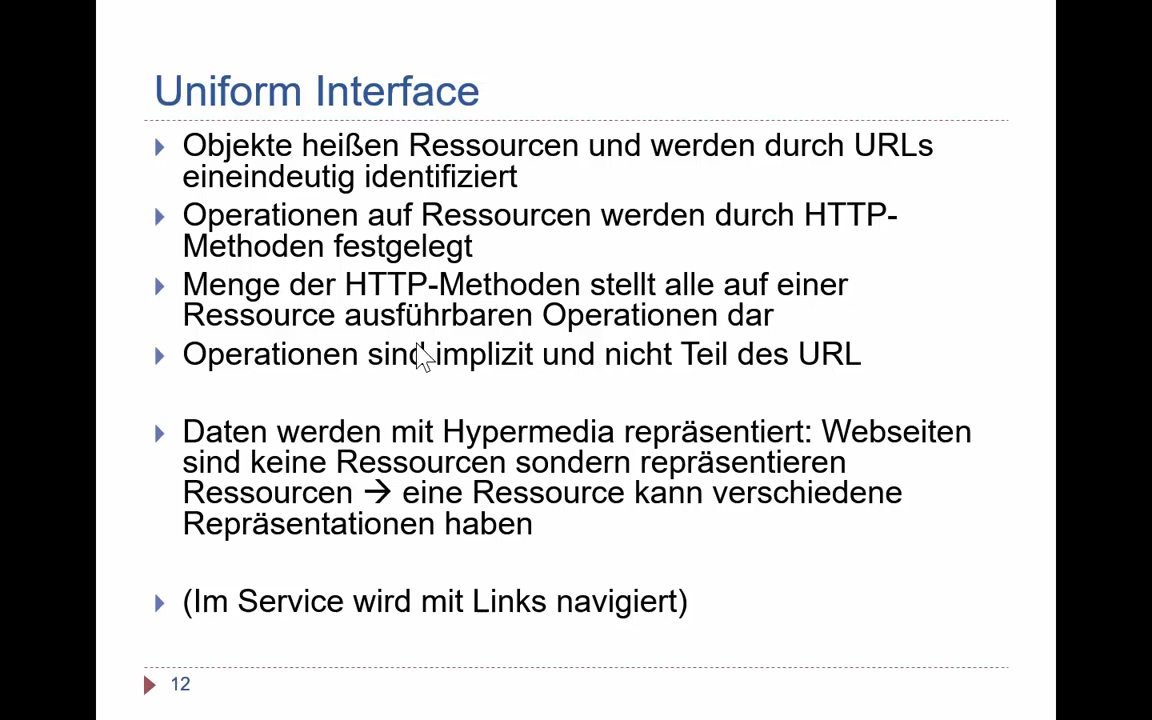 Uniform Interface
Objekte heißen Ressourcen und werden durch URLs
eineindeutig identifiziert
Operationen auf Ressourcen werden durch HTTP-
Methoden festgelegt
Menge der HTTP-Methoden stellt alle auf einer
Ressource ausführbaren Operationen dar
Operationen sind implizit und nicht Teil des URL
Daten werden mit Hypermedia repräsentiert: Webseiten
sind keine Ressourcen sondern repräsentieren
Ressourcen → eine Ressource kann verschiedene
Repräsentationen haben
(Im Service wird mit Links navigiert)
12